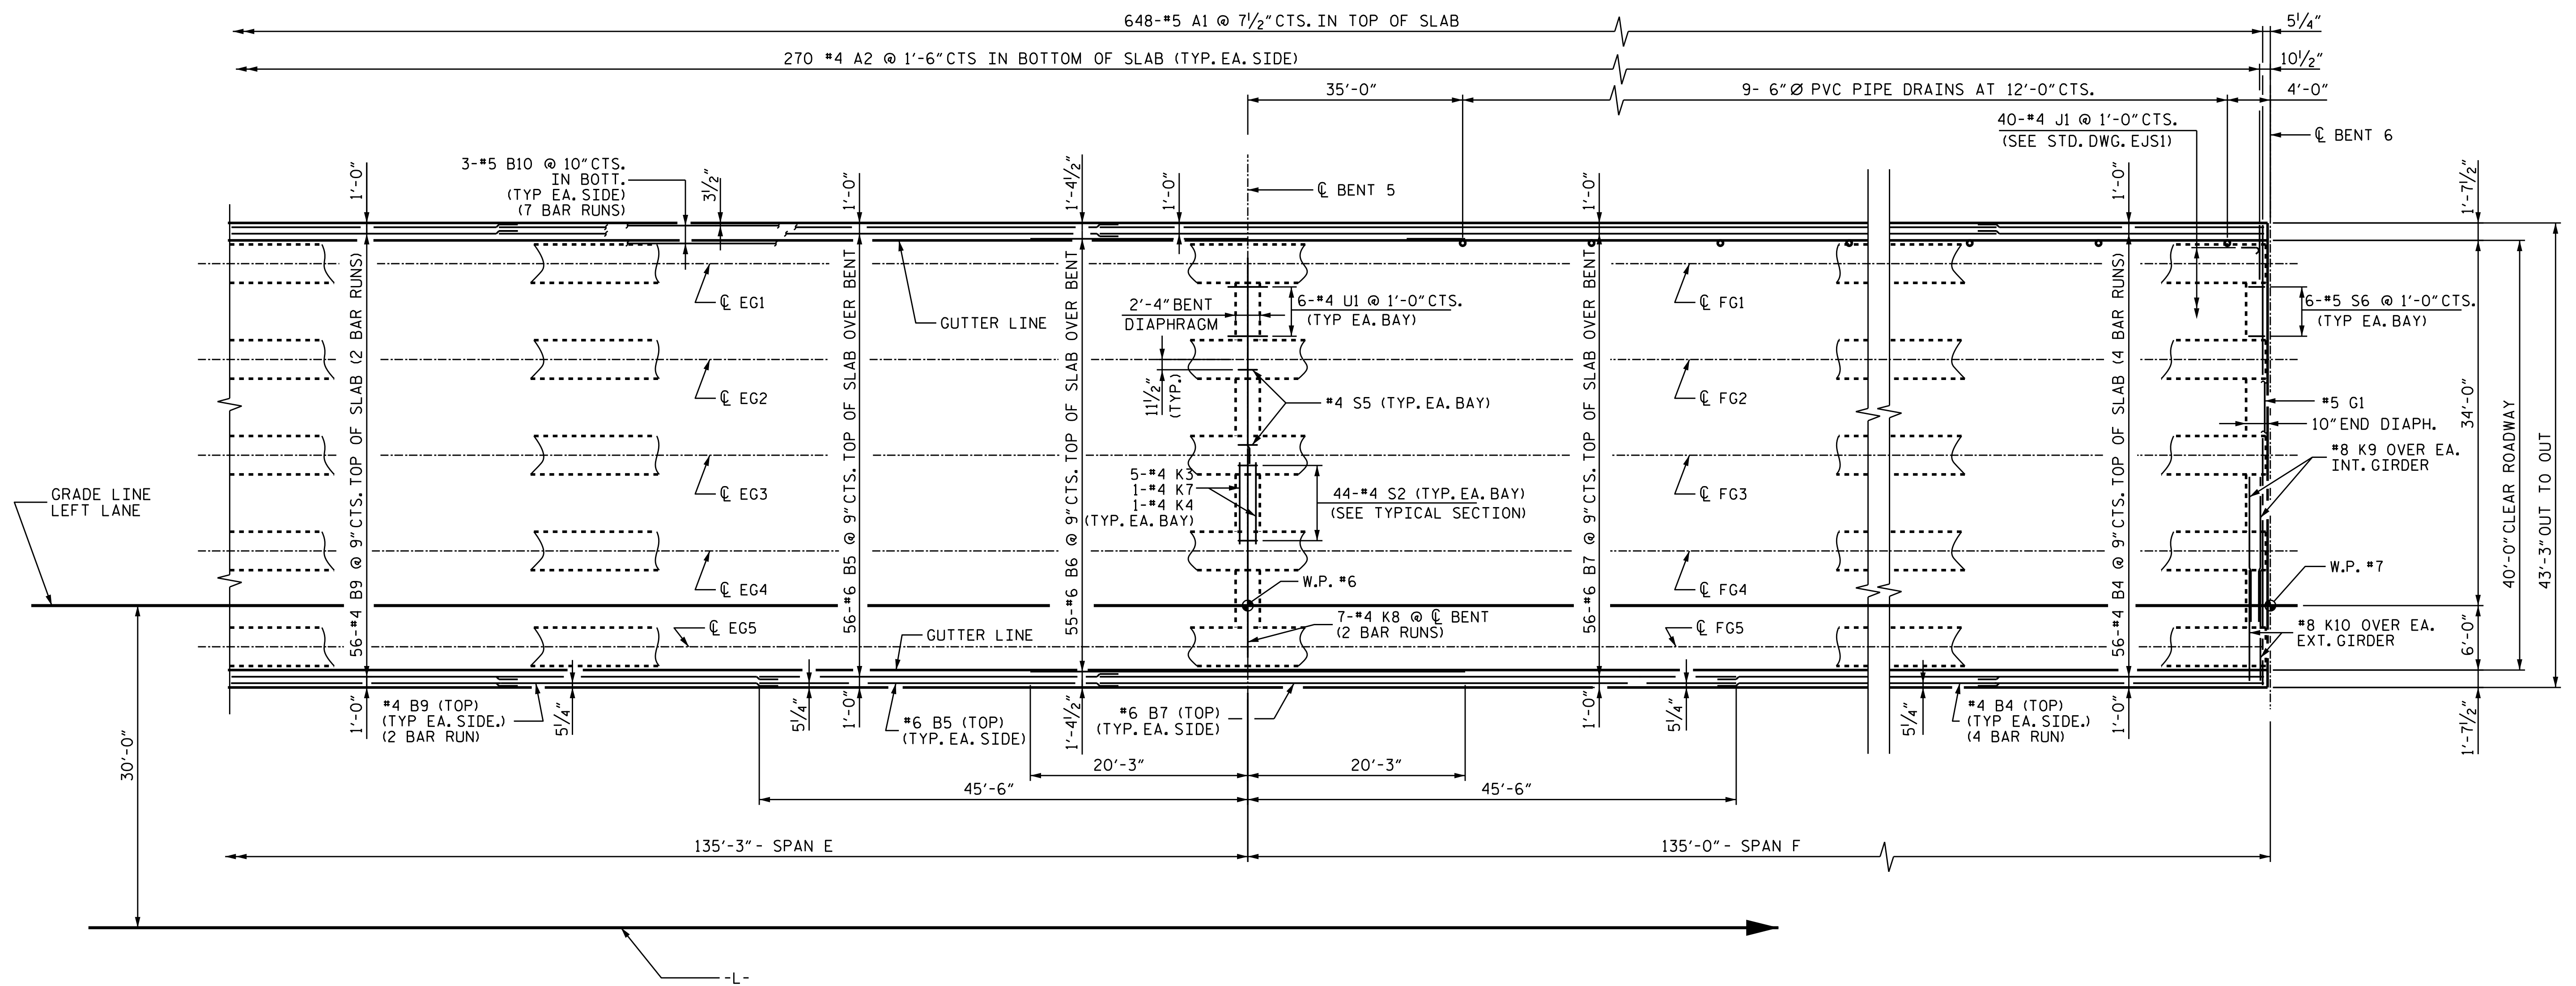 648-#5 A1 @ 7½" CTS. IN TOP OF SLAB
5¼"
270 #4 A2 @ 1'-6" CTS IN BOTTOM OF SLAB (TYP. EA. SIDE)
10½"
35'-0"
9- 6"Ø PVC PIPE DRAINS AT 12'-0" CTS.
4'-0"
40-#4 J1 @ 1'-0" CTS.
(SEE STD. DWG. EJS1)
℄ BENT 6
3-#5 B10 @ 10" CTS.
IN BOTT.
(TYP EA. SIDE)
(7 BAR RUNS)
1'-0"
3½"
1'-0"
1'-4½"
1'-0"
℄ BENT 5
1'-0"
1'-0"
1'-7½"
56-#4 B9 @ 9" CTS. TOP OF SLAB (2 BAR RUNS)
56-#6 B5 @ 9" CTS. TOP OF SLAB OVER BENT
55-#6 B6 @ 9" CTS. TOP OF SLAB OVER BENT
56-#6 B7 @ 9" CTS. TOP OF SLAB OVER BENT
56-#4 B4 @ 9" CTS. TOP OF SLAB (4 BAR RUNS)
℄ EG1
GUTTER LINE
2'-4" BENT
DIAPHRAGM
6-#4 U1 @ 1'-0" CTS.
(TYP EA. BAY)
℄ FG1
6-#5 S6 @ 1'-0" CTS.
(TYP EA. BAY)
℄ EG2
11½"
(TYP.)
#4 S5 (TYP. EA. BAY)
℄ FG2
#5 G1
10" END DIAPH.
34'-0"
40'-0" CLEAR ROADWAY
43'-3" OUT TO OUT
#8 K9 OVER EA.
INT. GIRDER
GRADE LINE
LEFT LANE
℄ EG3
5-#4 K3
1-#4 K7
1-#4 K4
(TYP. EA. BAY)
44-#4 S2 (TYP. EA. BAY)
(SEE TYPICAL SECTION)
℄ FG3
℄ EG4
W.P. #6
℄ FG4
W.P. #7
℄ EG5
GUTTER LINE
7-#4 K8 @ ℄ BENT
(2 BAR RUNS)
℄ FG5
#8 K10 OVER EA.
EXT. GIRDER
6'-0"
#4 B9 (TOP)
(TYP EA. SIDE.)
(2 BAR RUN)
1'-0"
5¼"
5¼"
1'-0"
#6 B5 (TOP)
(TYP. EA. SIDE)
1'-4½"
#6 B7 (TOP)
(TYP. EA. SIDE)
1'-0"
5¼"
5¼"
#4 B4 (TOP)
(TYP EA. SIDE.)
(4 BAR RUN)
1'-0"
1'-7½"
30'-0"
20'-3"
20'-3"
45'-6"
45'-6"
135'-3" - SPAN E
135'-0" - SPAN F
-L-